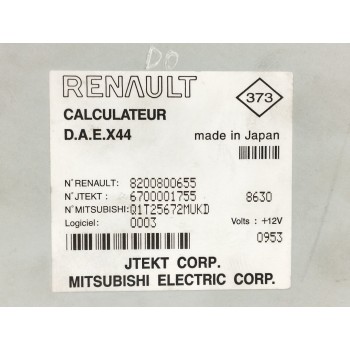 DO
RENAULT
373
CALCULATEUR
D.A.E.X44
made in Japan
N°RENAULT: 8200800655
N°JTEKT: 6700001755 8630
N°MITSUBISHI: Q1T25672MUKD
Logiciel: 0003 Volts: +12V
0953
JTEKT CORP.
MITSUBISHI ELECTRIC CORP.